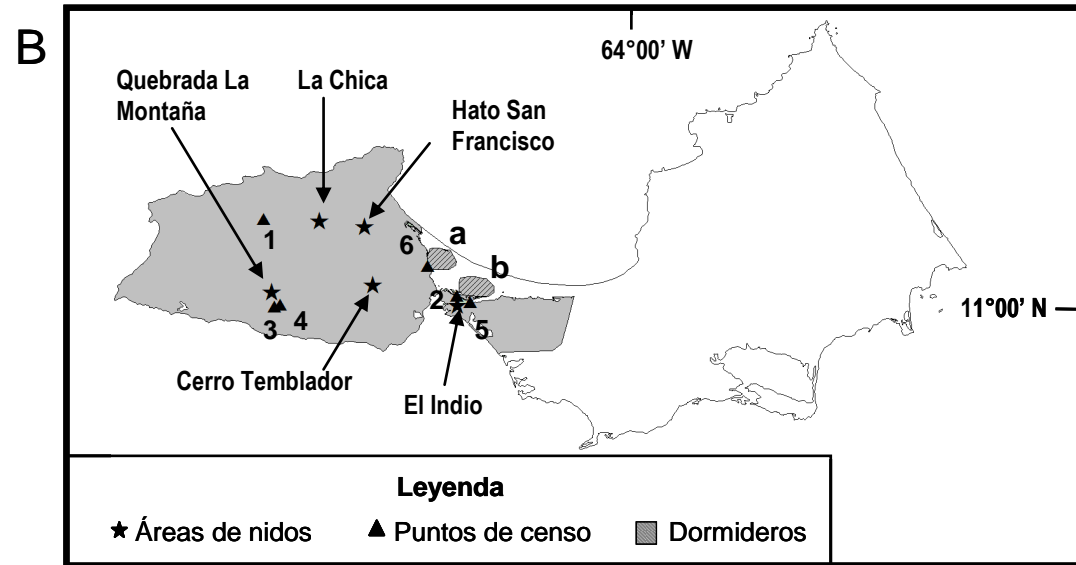 B
64°00' W
Quebrada La
Montaña
La Chica
Hato San
Francisco
a
6
1
b
2
11°00' N
3
4
5
Cerro Temblador
El Indio
Leyenda
Áreas de nidos
Puntos de censo
Dormideros